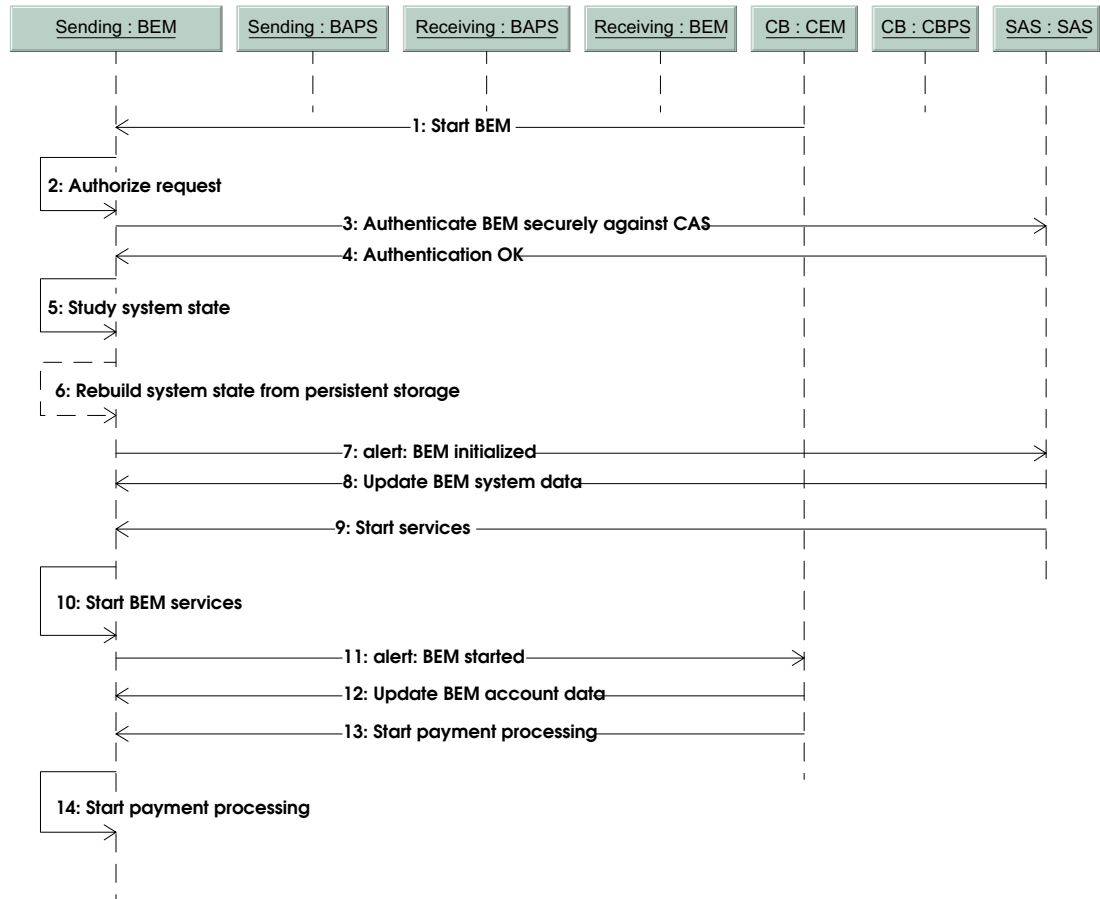 Sending : BEM
Sending : BAPS
Receiving : BAPS
Receiving : BEM
CB : CEM
CB : CBPS
SAS : SAS
1: Start BEM
2: Authorize request
3: Authenticate BEM securely against CAS
4: Authentication OK
5: Study system state
6: Rebuild system state from persistent storage
7: alert: BEM initialized
8: Update BEM system data
9: Start services
10: Start BEM services
11: alert: BEM started
12: Update BEM account data
13: Start payment processing
14: Start payment processing